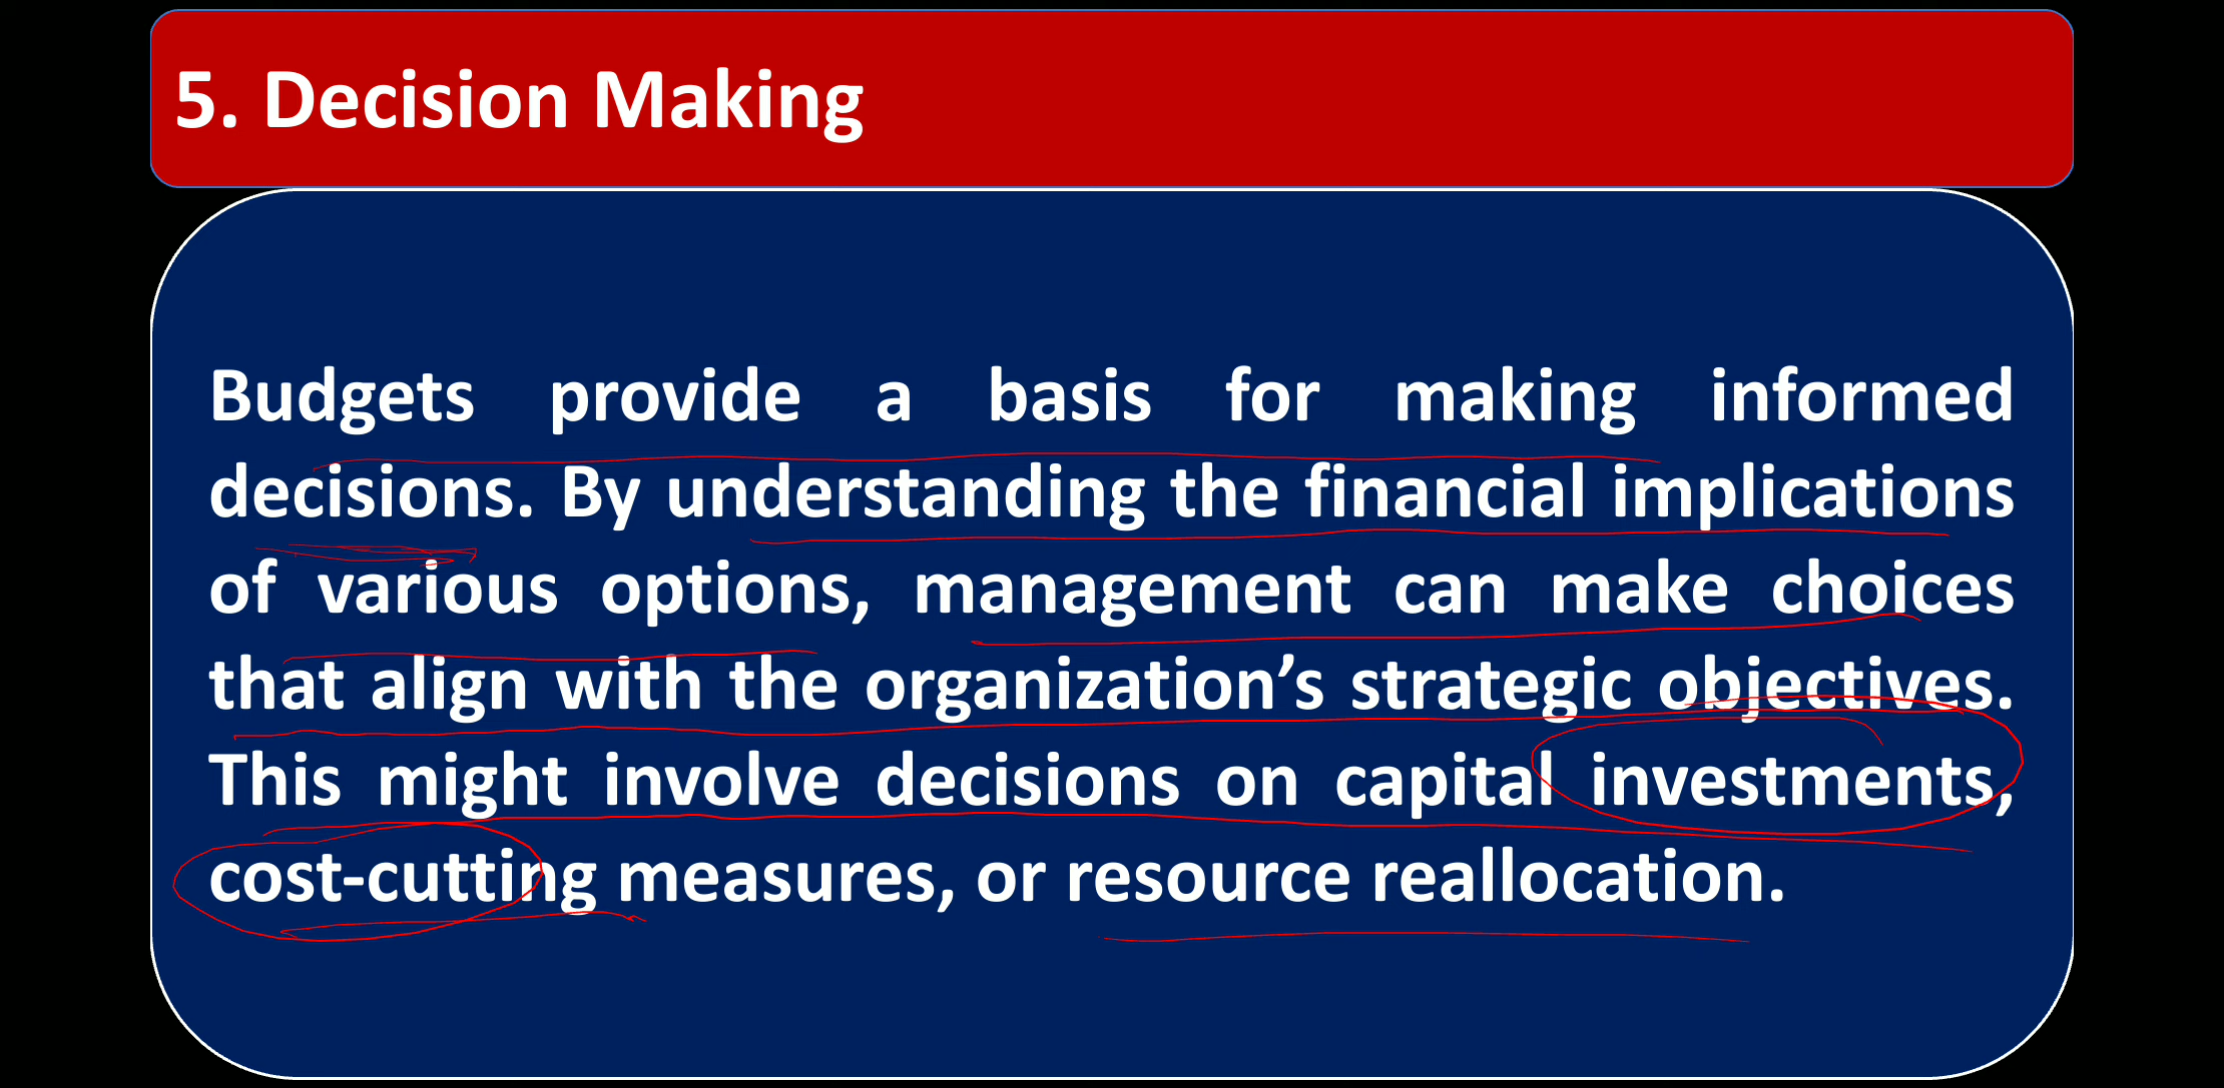 5. Decision Making
Budgets provide a basis for making informed
decisions. By understanding the financial implications
of various options, management can make choices
that align with the organization’s strategic objectives.
This might involve decisions on capital investments,
cost-cutting measures, or resource reallocation.